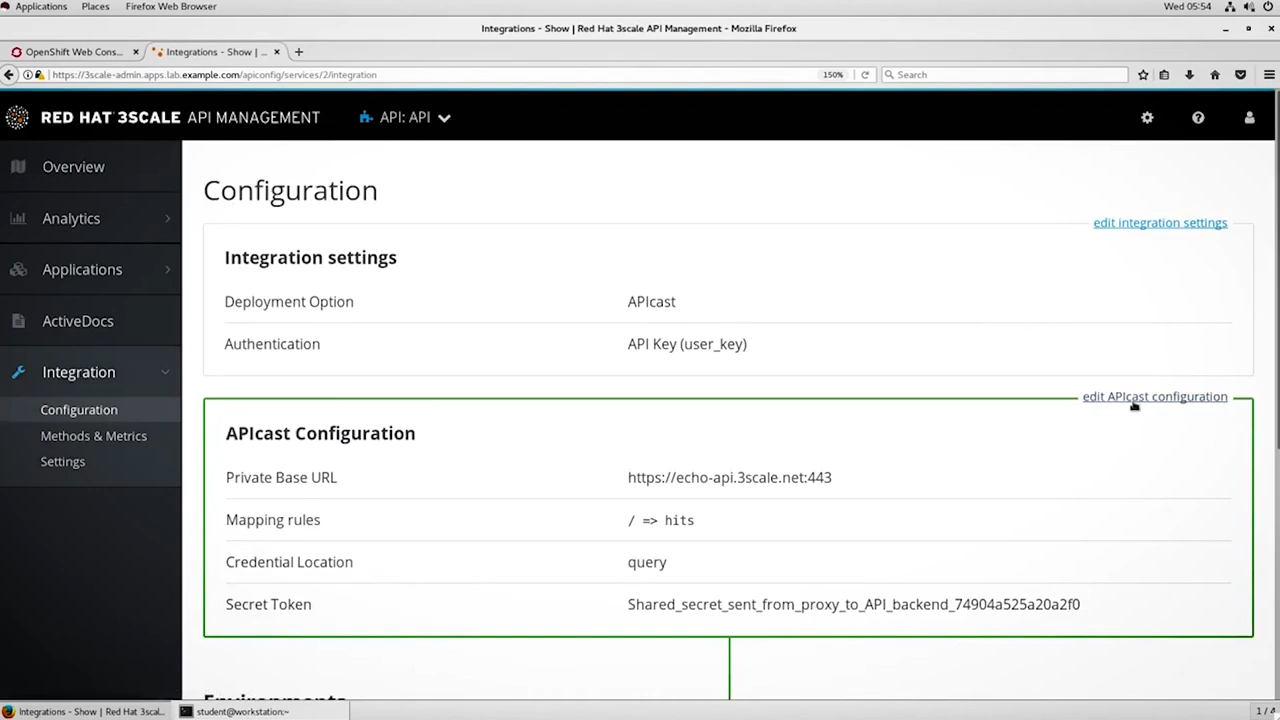 Applications Places Firefox Web Browser Wed 05:54
Integrations - Show | Red Hat 3scale API Management - Mozilla Firefox
OpenShift Web Cons... × Integrations - Show | ... × +
https://3scale-admin.apps.lab.example.com/apiconfig/services/2/integration 150% Search
RED HAT 3SCALE API MANAGEMENT API: API
Overview
Analytics
Applications
ActiveDocs
Integration
Configuration
Methods & Metrics
Settings
Configuration
edit integration settings
Integration settings
Deployment Option APIcast
Authentication API Key (user_key)
edit APIcast configuration
APIcast Configuration
Private Base URL https://echo-api.3scale.net:443
Mapping rules / => hits
Credential Location query
Secret Token Shared_secret_sent_from_proxy_to_API_backend_74904a525a20a2f0
Environments
Integrations - Show | Red Hat 3scal... student@workstation:~ 1 / 4